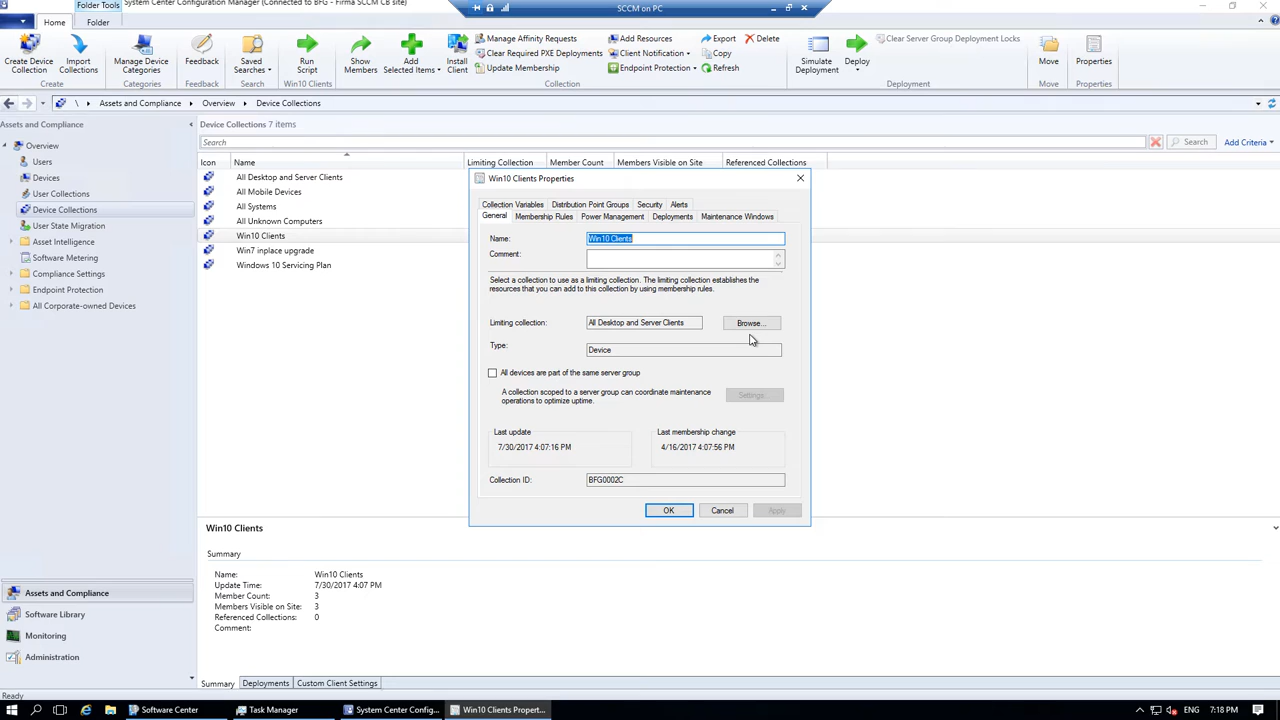 Folder Tools
System Center Configuration Manager (Connected to BFG - Firma SCCM CB site)
SCCM on PC
Home
Folder
Create Device Collection
Import Collections
Create
Manage Device Categories
Categories
Feedback
Feedback
Saved Searches
Search
Run Script
Win10 Clients
Show Members
Add Selected Items
Install Client
Manage Affinity Requests
Clear Required PXE Deployments
Update Membership
Add Resources
Client Notification
Endpoint Protection
Export
Copy
Refresh
Delete
Collection
Simulate Deployment
Deploy
Clear Server Group Deployment Locks
Deployment
Move
Move
Properties
Properties
\ Assets and Compliance Overview Device Collections
Assets and Compliance
Overview
Users
Devices
User Collections
Device Collections
User State Migration
Asset Intelligence
Software Metering
Compliance Settings
Endpoint Protection
All Corporate-owned Devices
Assets and Compliance
Software Library
Monitoring
Administration
Device Collections 7 items
Search
Search
Add Criteria
Icon Name Limiting Collection Member Count Members Visible on Site Referenced Collections
All Desktop and Server Clients
All Mobile Devices
All Systems
All Unknown Computers
Win10 Clients
Win7 inplace upgrade
Windows 10 Servicing Plan
Win10 Clients Properties
Collection Variables Distribution Point Groups Security Alerts
General Membership Rules Power Management Deployments Maintenance Windows
Name: Win10 Clients
Comment:
Select a collection to use as a limiting collection. The limiting collection establishes the
resources that you can add to this collection by using membership rules.
Limiting collection: All Desktop and Server Clients Browse...
Type: Device
All devices are part of the same server group
A collection scoped to a server group can coordinate maintenance
operations to optimize uptime.
Settings...
Last update
7/30/2017 4:07:16 PM
Last membership change
4/16/2017 4:07:56 PM
Collection ID: BFG0002C
OK Cancel Apply
Win10 Clients
Summary
Name: Win10 Clients
Update Time: 7/30/2017 4:07 PM
Member Count: 3
Members Visible on Site: 3
Referenced Collections: 0
Comment:
Summary Deployments Custom Client Settings
Ready
Software Center
Task Manager
System Center Config...
Win10 Clients Propert...
7:18 PM